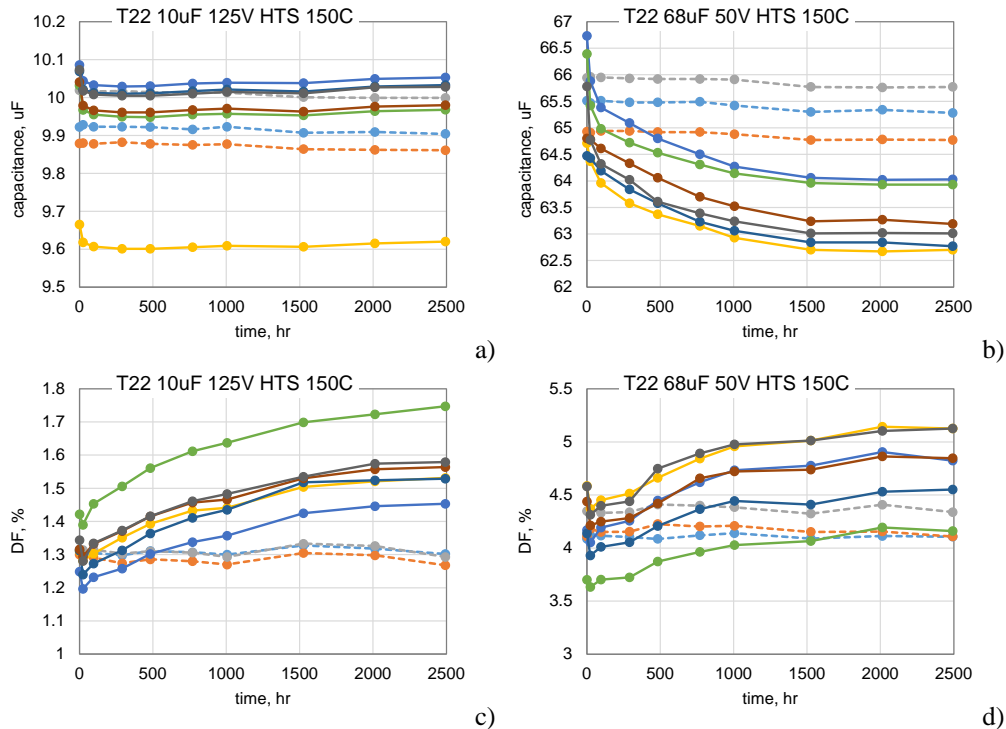 T22 10uF 125V HTS 150C
10.2
10.1
10
9.9
9.8
9.7
9.6
9.5
capacitance, uF
0 500 1000 1500 2000 2500
time, hr
a)
T22 68uF 50V HTS 150C
67
66.5
66
65.5
65
64.5
64
63.5
63
62.5
62
capacitance, uF
0 500 1000 1500 2000 2500
time, hr
b)
T22 10uF 125V HTS 150C
1.8
1.7
1.6
1.5
1.4
1.3
1.2
1.1
1
DF, %
0 500 1000 1500 2000 2500
time, hr
c)
T22 68uF 50V HTS 150C
5.5
5
4.5
4
3.5
3
DF, %
0 500 1000 1500 2000 2500
time, hr
d)